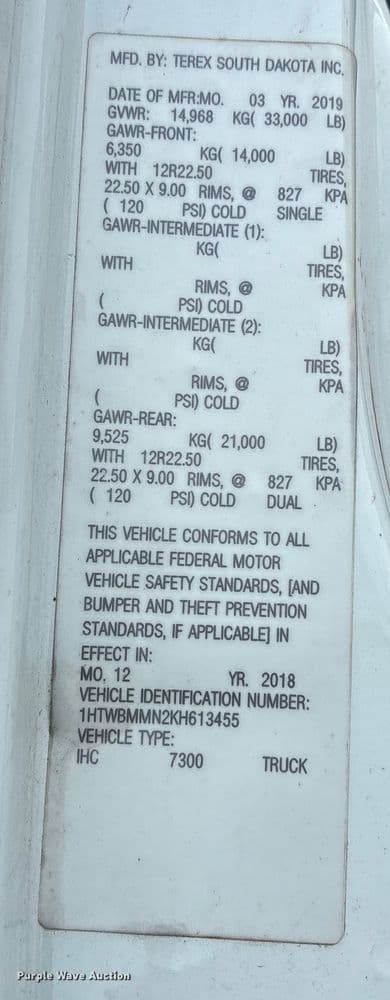 MFD. BY: TEREX SOUTH DAKOTA INC.
DATE OF MFR:MO. 03 YR. 2019
GVWR: 14,968 KG( 33,000 LB)
GAWR-FRONT:
6,350 KG( 14,000 LB)
WITH 12R22.50 TIRES,
22.50 X 9.00 RIMS, @ 827 KPA
( 120 PSI) COLD SINGLE
GAWR-INTERMEDIATE (1):
KG( LB)
WITH TIRES,
RIMS, @ KPA
( PSI) COLD
GAWR-INTERMEDIATE (2):
KG( LB)
WITH TIRES,
RIMS, @ KPA
( PSI) COLD
GAWR-REAR:
9,525 KG( 21,000 LB)
WITH 12R22.50 TIRES,
22.50 X 9.00 RIMS, @ 827 KPA
( 120 PSI) COLD DUAL
THIS VEHICLE CONFORMS TO ALL
APPLICABLE FEDERAL MOTOR
VEHICLE SAFETY STANDARDS, [AND
BUMPER AND THEFT PREVENTION
STANDARDS, IF APPLICABLE] IN
EFFECT IN:
MO. 12 YR. 2018
VEHICLE IDENTIFICATION NUMBER:
1HTWBMMN2KH613455
VEHICLE TYPE:
IHC 7300 TRUCK
Purple Wave Auction